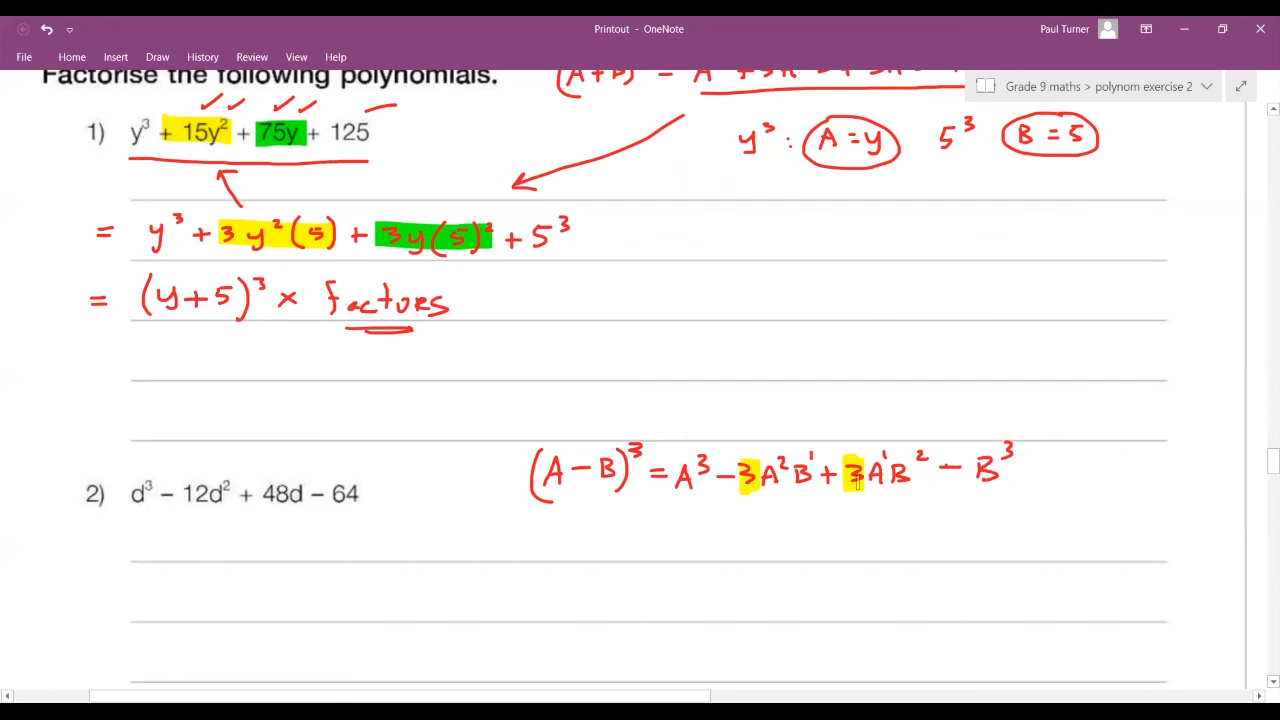 Printout - OneNote
Paul Turner
File Home Insert Draw History Review View Help
Factorise the following polynomials.
(A+B) =
Grade 9 maths > polynom exercise 2
1) y³ + 15y² + 75y + 125
y³ : A = y 5³ B = 5
= y³ + 3y²(5) + 3y(5)² + 5³
= (y+5)³ × factors
(A − B)³ = A³ − 3A²B¹ + 3A¹B² − B³
2) d³ − 12d² + 48d − 64